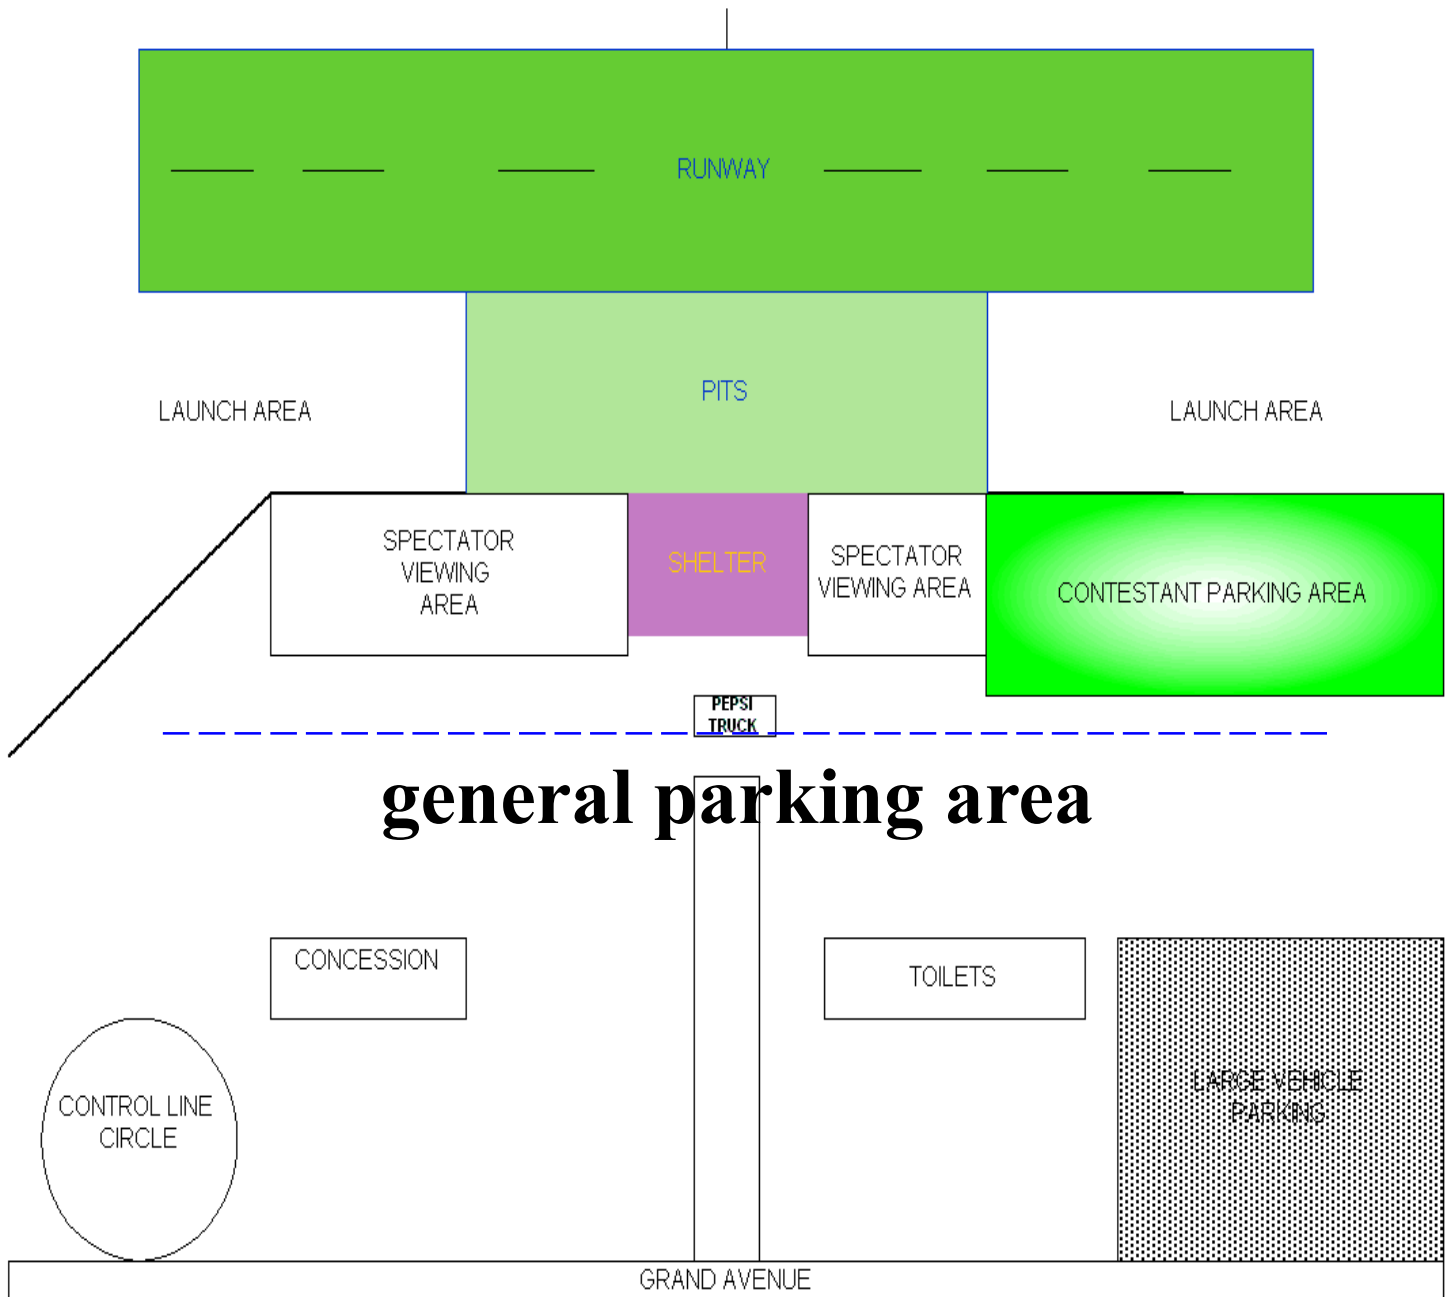 RUNWAY
PITS
LAUNCH AREA
LAUNCH AREA
SPECTATOR
VIEWING
AREA
SHELTER
SPECTATOR
VIEWING AREA
CONTESTANT PARKING AREA
PEPSI
TRUCK
general parking area
CONCESSION
TOILETS
CONTROL LINE
CIRCLE
LARGE VEHICLE
PARKING
GRAND AVENUE